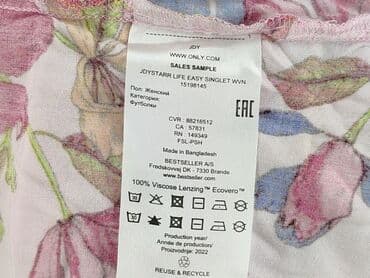 JDY
WWW.ONLY.COM
SALES SAMPLE
JDYSTARR LIFE EASY SINGLET WVN
15198145
Пол: Женский
Категория:
Футболки
EAC
CVR : 88216512
CA : 57831
RN : 149349
FSL-PSH
Made in Bangladesh
BESTSELLER A/S
Fredskovvej DK - 7330 Brande
www.bestseller.com
100% Viscose Lenzing™ Ecovero™
Production year/
Année de production/
Produced: 2022
REUSE & RECYCLE